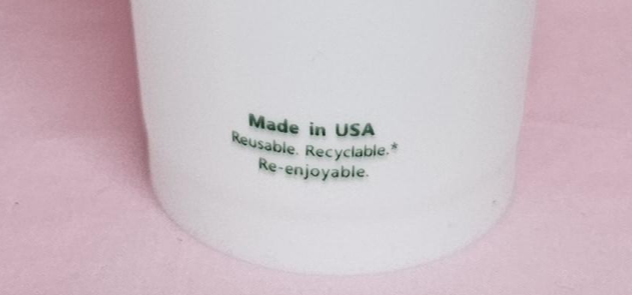 Made in USA
Reusable. Recyclable.*
Re-enjoyable.